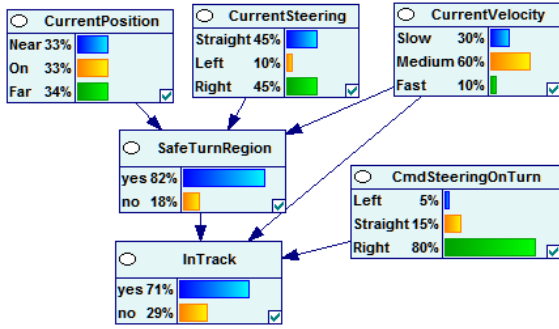 CurrentPosition
Near 33%
On 33%
Far 34%
CurrentSteering
Straight 45%
Left 10%
Right 45%
CurrentVelocity
Slow 30%
Medium 60%
Fast 10%
SafeTurnRegion
yes 82%
no 18%
CmdSteeringOnTurn
Left 5%
Straight 15%
Right 80%
InTrack
yes 71%
no 29%